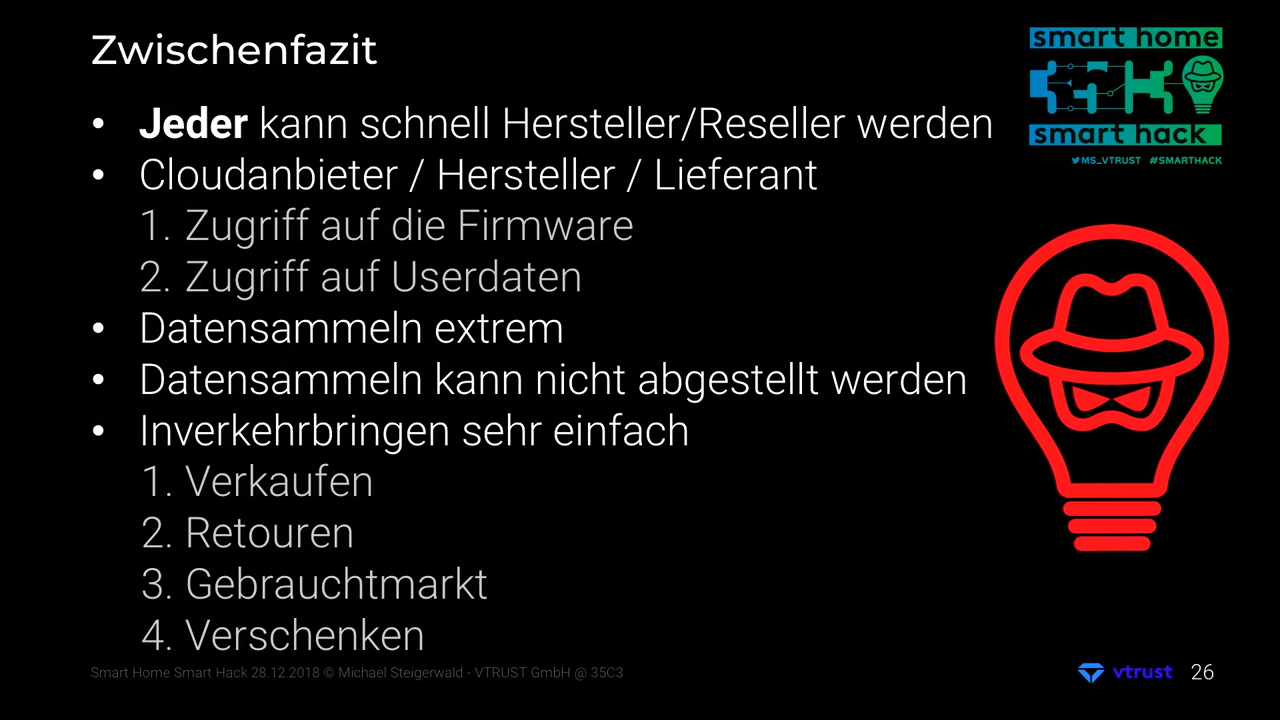 Zwischenfazit
smart home
35C3
smart hack
MS_VTRUST #SMARTHACK
• Jeder kann schnell Hersteller/Reseller werden
• Cloudanbieter / Hersteller / Lieferant
1. Zugriff auf die Firmware
2. Zugriff auf Userdaten
• Datensammeln extrem
• Datensammeln kann nicht abgestellt werden
• Inverkehrbringen sehr einfach
1. Verkaufen
2. Retouren
3. Gebrauchtmarkt
4. Verschenken
Smart Home Smart Hack 28.12.2018 © Michael Steigerwald - VTRUST GmbH @ 35C3
vtrust 26